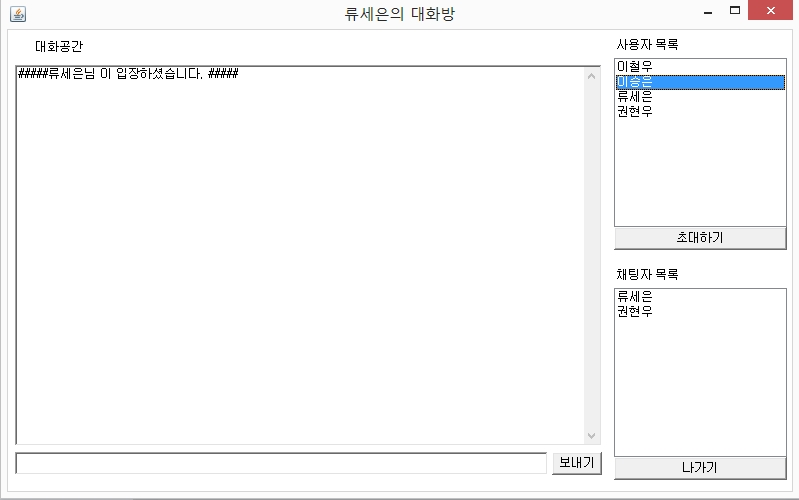 류세은의 대화방
대화공간
#####류세은님 이 입장하셨습니다. #####
보내기
사용자 목록
이철우
이승은
류세은
권현우
초대하기
채팅자 목록
류세은
권현우
나가기